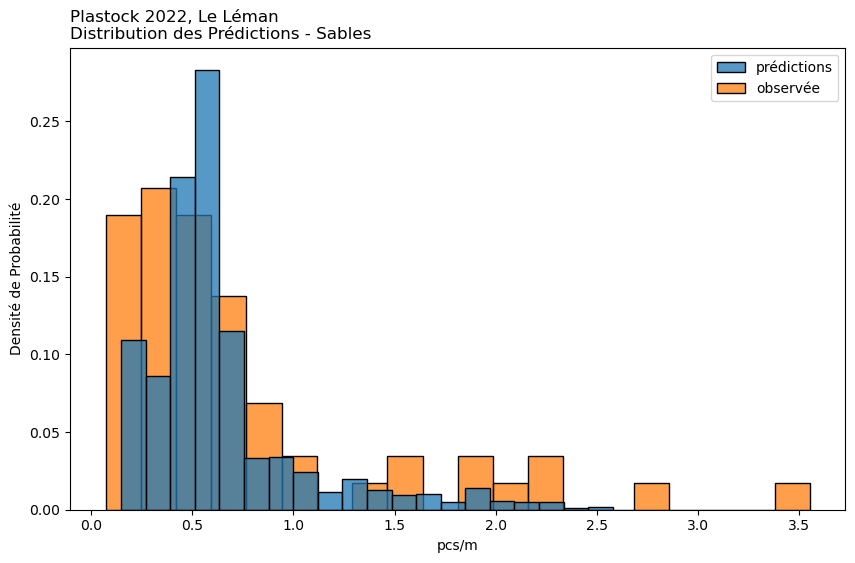 Plastock 2022, Le Léman
Distribution des Prédictions - Sables
prédictions
observée
Densité de Probabilité
0.25
0.20
0.15
0.10
0.05
0.00
0.0 0.5 1.0 1.5 2.0 2.5 3.0 3.5
pcs/m